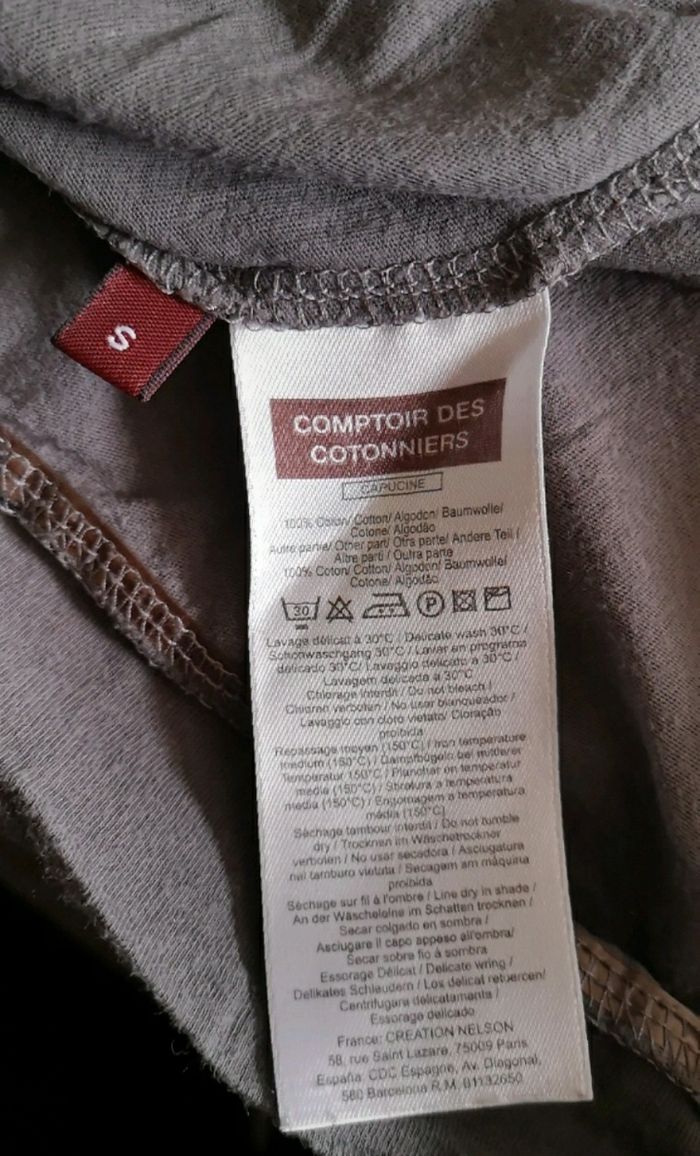 S
COMPTOIR DES
COTONNIERS
CAPUCINE
100% Coton/ Cotton/ Algodon/ Baumwolle/
Cotone/ Algodão
Autre partie/ Other part/ Otra parte/ Andere Teil /
Altre parti / Outra parte
100% Coton/ Cotton/ Algodon/ Baumwolle/
Cotone/ Algodão
30 P
Lavage délicat à 30°C / Delicate wash 30°C /
Schonwaschgang 30°C / Lavar en programa
delicado 30°C/ Lavaggio delicato a 30°C /
Lavagem delicada a 30°C
Chlorage interdit / Do not bleach /
Chloren verboten / No usar blanqueador /
Lavaggio con cloro vietato/ Cloração
proibida
Repassage moyen (150°C) / Iron temperature
medium (150°C) / Dampfbügeln bei mittlerer
Temperatur 150°C / Planchar en temperatur
media (150°C) / Stiratura a temperatura
media (150°C) / Engomagem a temperatura
média (150°C)
Séchage tambour interdit / Do not tumble
dry / Trocknen im Wäschetrockner
verboten / No usar secadora / Asciugatura
nal tamburo vietata / Secagem am máquina
proibida
Séchage sur fil à l'ombre / Line dry in shade /
An der Wäscheleine im Schatten trocknen /
Secar colgado en sombra /
Asciugare il capo appeso all'ombra/
Secar sobre fio à sombra
Essorage Délicat / Delicate wring /
Delikates Schleudern / Los delicat retuercen/
Centrifugare delicatamente /
Essorage delicado
France: CREATION NELSON
58, rue Saint Lazare, 75009 Paris
España: CDC Espagne, Av. Diagonal,
580 Barcelona R.M. B1132650